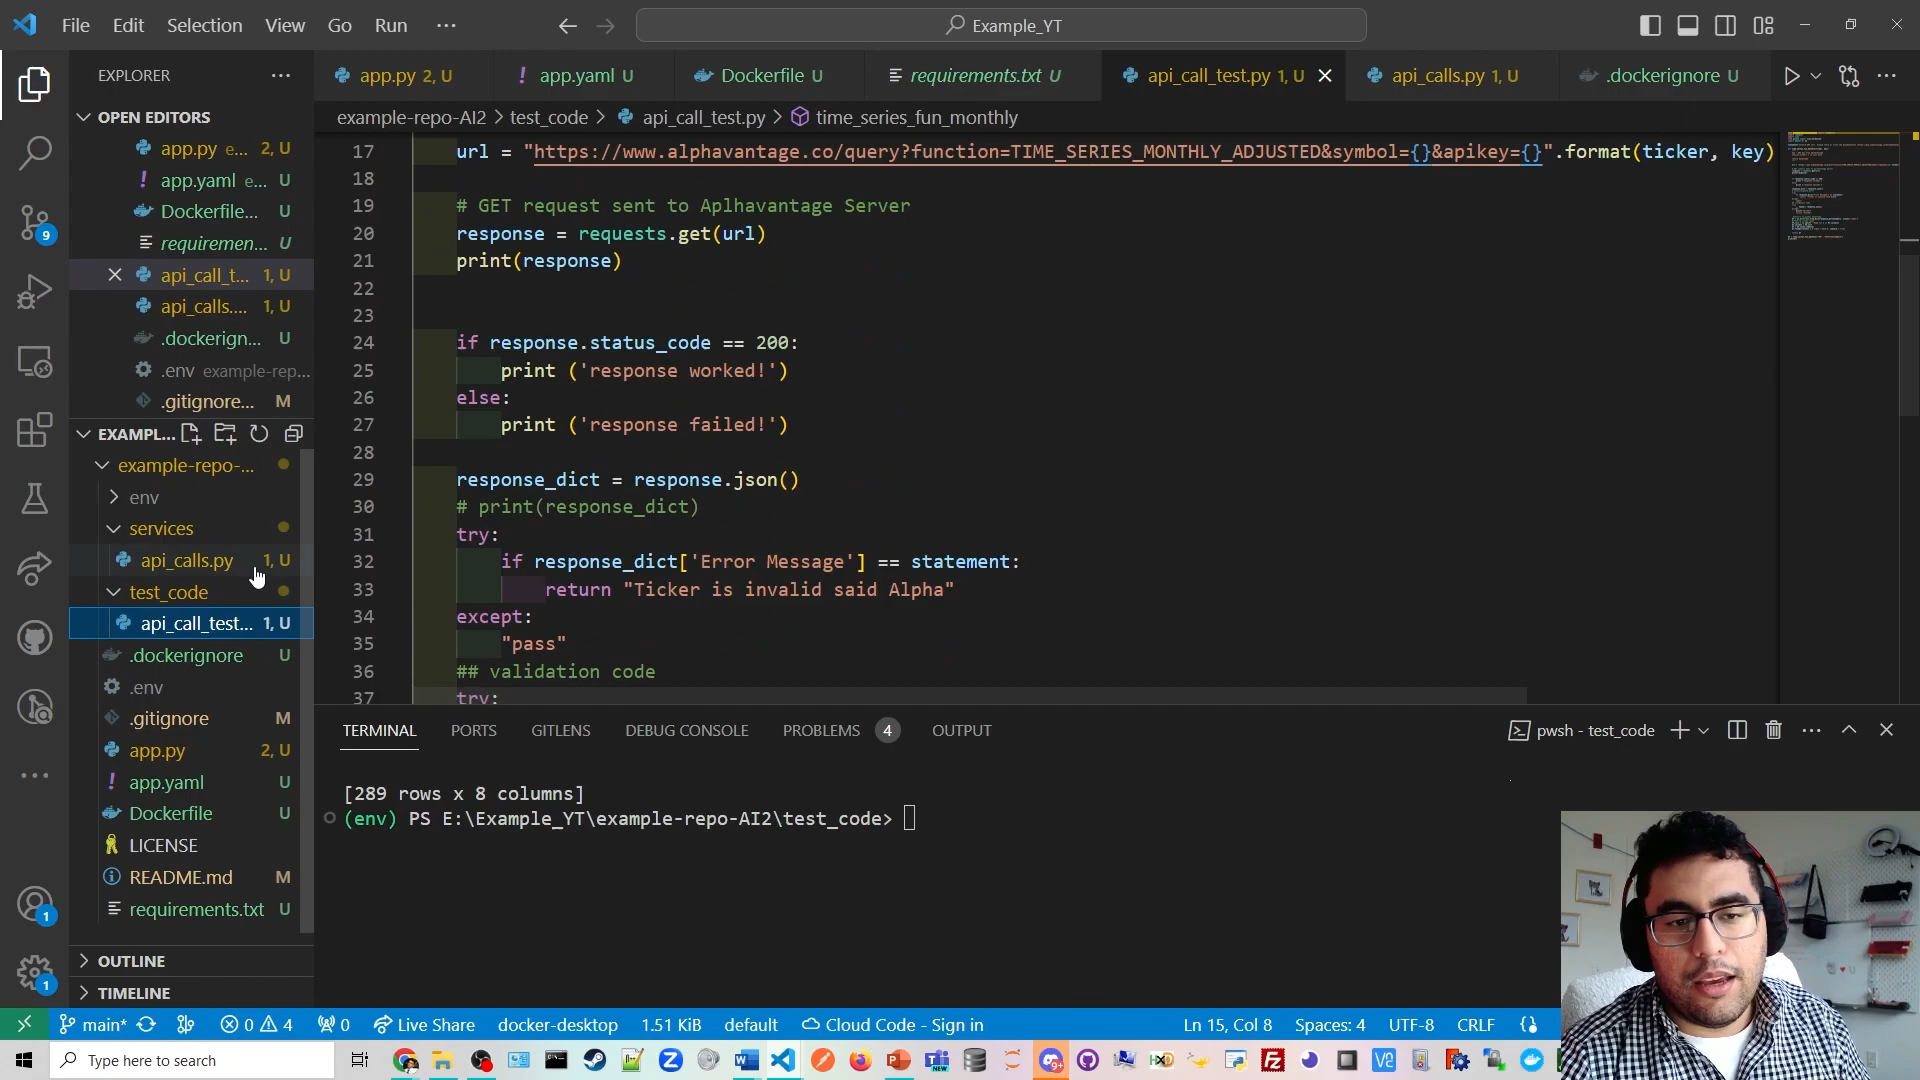 File Edit Selection View Go Run ···
Example_YT
EXPLORER
OPEN EDITORS
app.py e... 2, U
app.yaml e... U
Dockerfile... U
requiremen... U
api_call_t... 1, U
api_calls.... 1, U
.dockerign... U
.env example-rep...
.gitignore... M
EXAMPL...
example-repo-...
env
services
api_calls.py 1, U
test_code
api_call_test... 1, U
.dockerignore U
.env
.gitignore M
app.py 2, U
app.yaml U
Dockerfile U
LICENSE
README.md M
requirements.txt U
OUTLINE
TIMELINE
9
1
1
app.py 2, U
app.yaml U
Dockerfile U
requirements.txt U
api_call_test.py 1, U
api_calls.py 1, U
.dockerignore U
example-repo-AI2 > test_code > api_call_test.py > time_series_fun_monthly
17 url = "https://www.alphavantage.co/query?function=TIME_SERIES_MONTHLY_ADJUSTED&symbol={}&apikey={}".format(ticker, key)
18
19 # GET request sent to Aplhavantage Server
20 response = requests.get(url)
21 print(response)
22
23
24 if response.status_code == 200:
25 print ('response worked!')
26 else:
27 print ('response failed!')
28
29 response_dict = response.json()
30 # print(response_dict)
31 try:
32 if response_dict['Error Message'] == statement:
33 return "Ticker is invalid said Alpha"
34 except:
35 "pass"
36 ## validation code
37 try:
TERMINAL PORTS GITLENS DEBUG CONSOLE PROBLEMS 4 OUTPUT
pwsh - test_code
[289 rows x 8 columns]
(env) PS E:\Example_YT\example-repo-AI2\test_code>
main* 0 4 0 Live Share docker-desktop 1.51 KiB default Cloud Code - Sign in
Ln 15, Col 8 Spaces: 4 UTF-8 CRLF
Type here to search